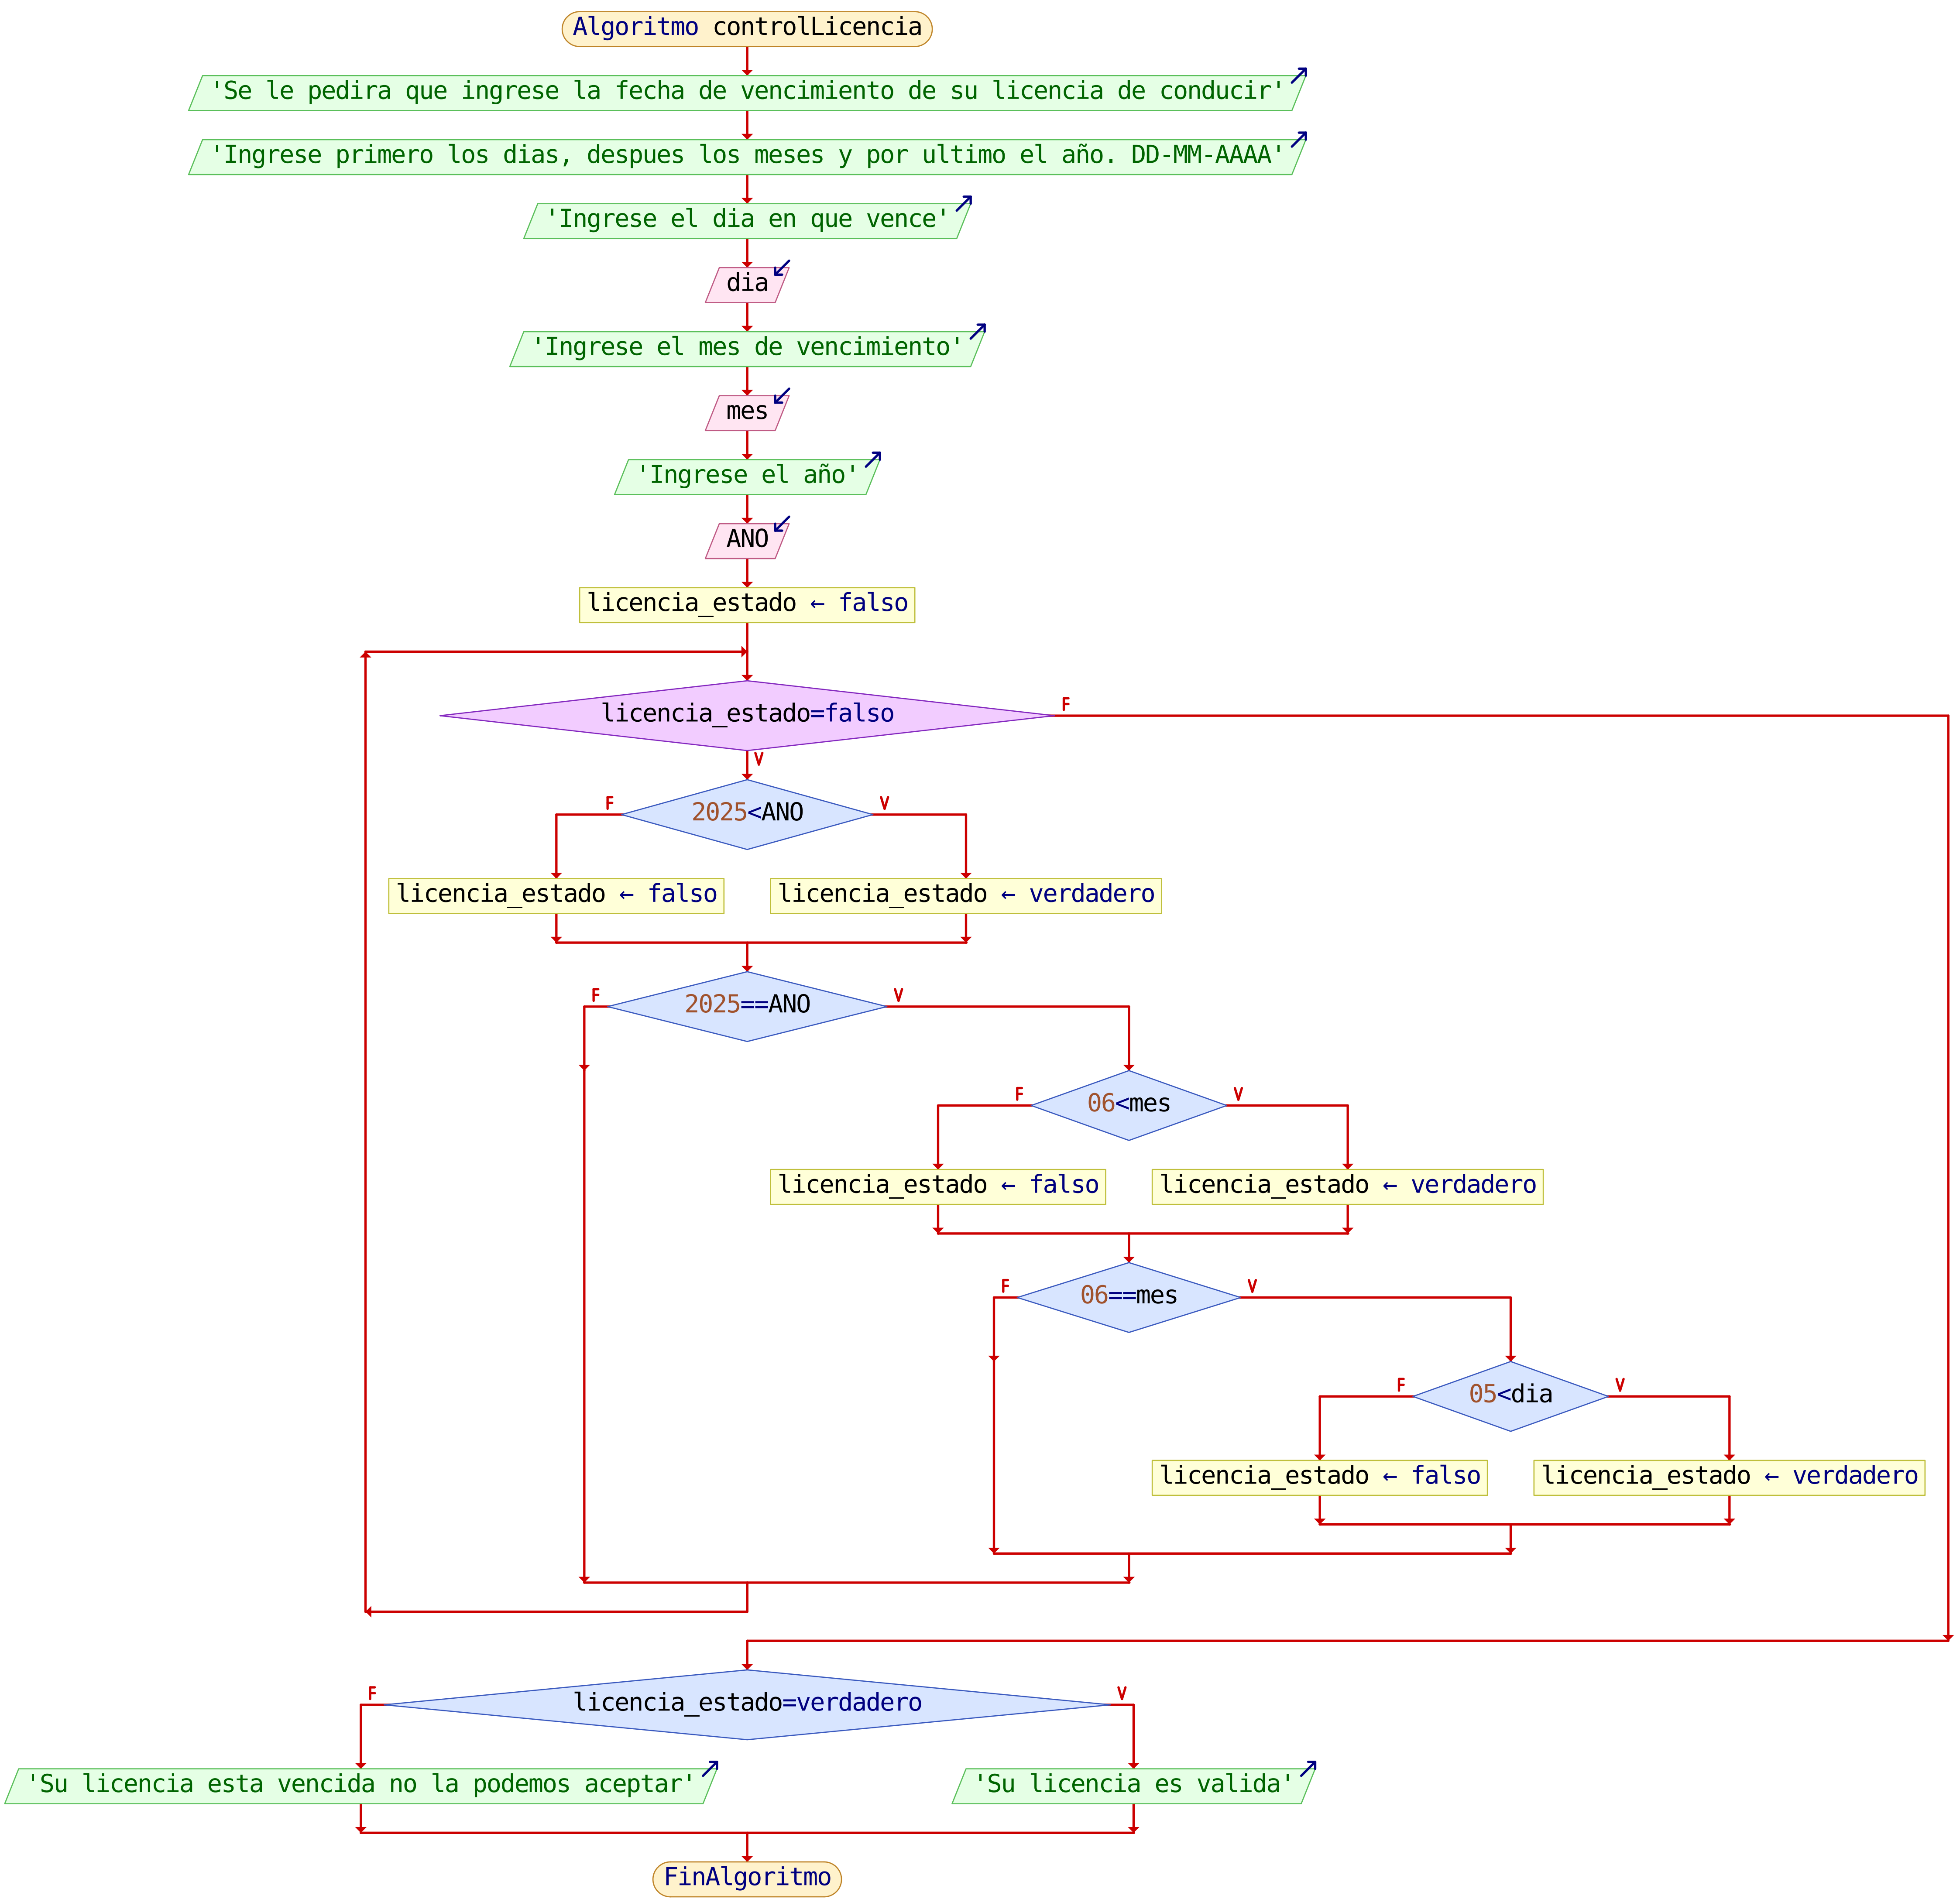 Algoritmo controlLicencia
'Se le pedira que ingrese la fecha de vencimiento de su licencia de conducir'
'Ingrese primero los dias, despues los meses y por ultimo el año. DD-MM-AAAA'
'Ingrese el dia en que vence'
dia
'Ingrese el mes de vencimiento'
mes
'Ingrese el año'
ANO
licencia_estado ← falso
licencia_estado=falso
F
V
2025<ANO
F
V
licencia_estado ← falso
licencia_estado ← verdadero
2025==ANO
F
V
06<mes
F
V
licencia_estado ← falso
licencia_estado ← verdadero
06==mes
F
V
05<dia
F
V
licencia_estado ← falso
licencia_estado ← verdadero
licencia_estado=verdadero
F
V
'Su licencia esta vencida no la podemos aceptar'
'Su licencia es valida'
FinAlgoritmo